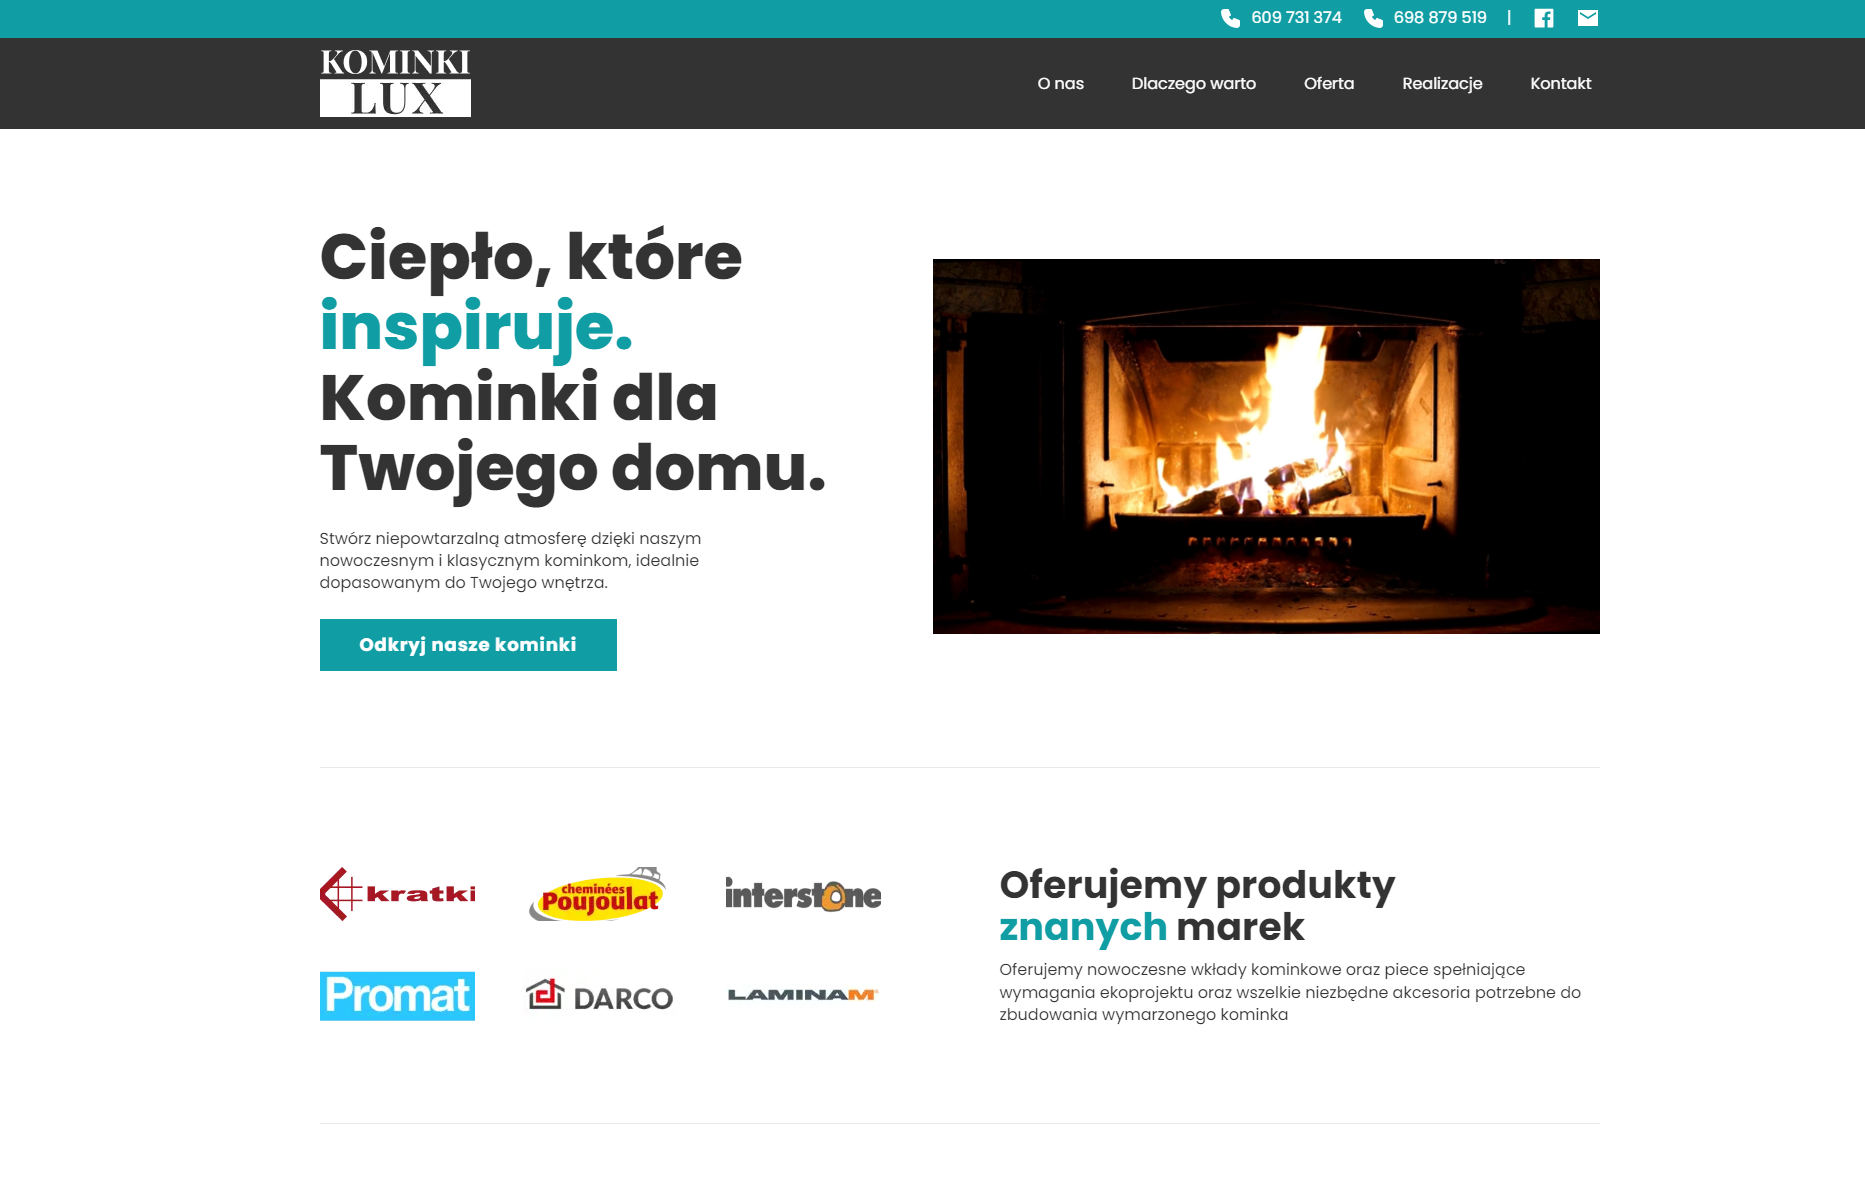 609 731 374 698 879 519 |
KOMINKI
LUX
O nas Dlaczego warto Oferta Realizacje Kontakt
Ciepło, które
inspiruje.
Kominki dla
Twojego domu.
Stwórz niepowtarzalną atmosferę dzięki naszym
nowoczesnym i klasycznym kominkom, idealnie
dopasowanym do Twojego wnętrza.
Odkryj nasze kominki
kratki
cheminées
Poujoulat
interstone
Promat
DARCO
LAMINAM®
Oferujemy produkty
znanych marek
Oferujemy nowoczesne wkłady kominkowe oraz piece spełniające
wymagania ekoprojektu oraz wszelkie niezbędne akcesoria potrzebne do
zbudowania wymarzonego kominka